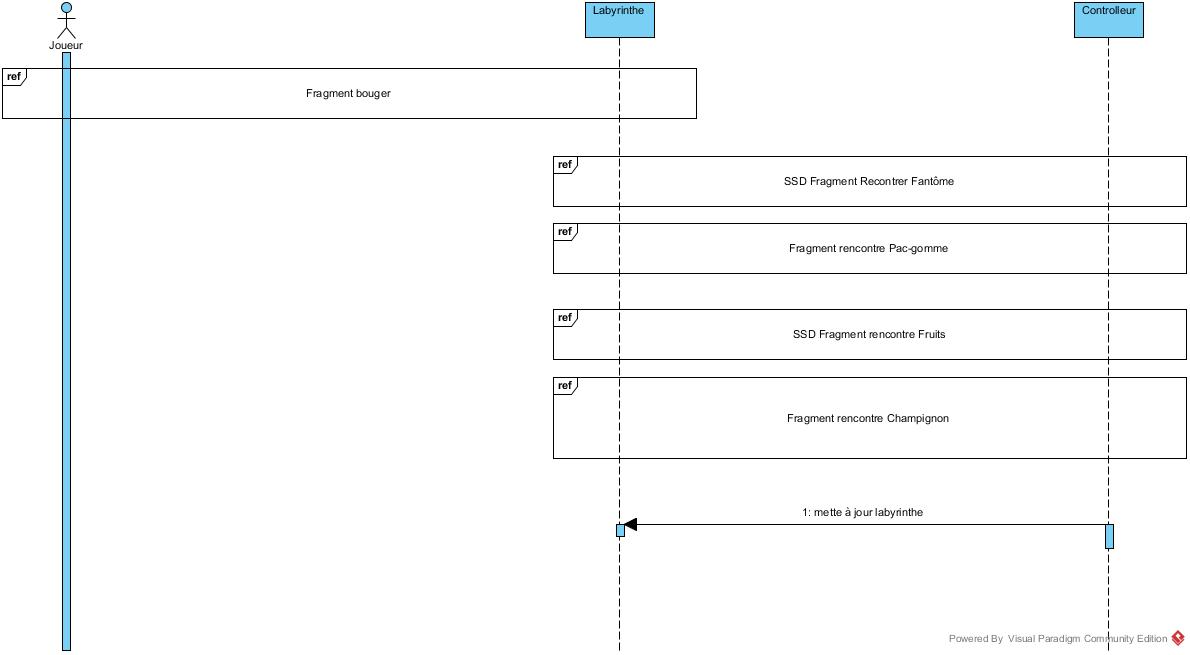 Joueur
Labyrinthe
Controlleur
ref
Fragment bouger
ref
SSD Fragment Recontrer Fantôme
ref
Fragment rencontre Pac-gomme
ref
SSD Fragment rencontre Fruits
ref
Fragment rencontre Champignon
1: mette à jour labyrinthe
Powered By Visual Paradigm Community Edition